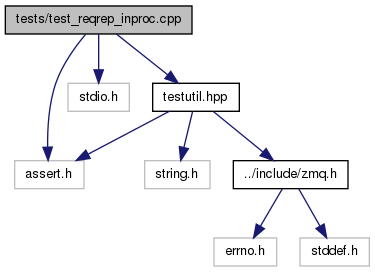 tests/test_reqrep_inproc.cpp
stdio.h
testutil.hpp
assert.h
string.h
../include/zmq.h
errno.h
stddef.h